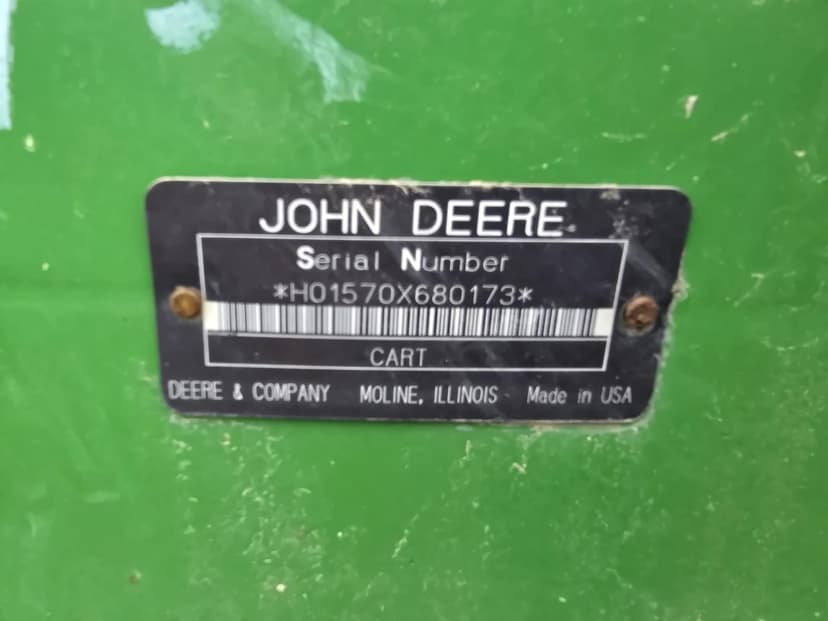 JOHN DEERE
Serial Number
*H01570X680173*
CART
DEERE & COMPANY MOLINE, ILLINOIS Made in USA